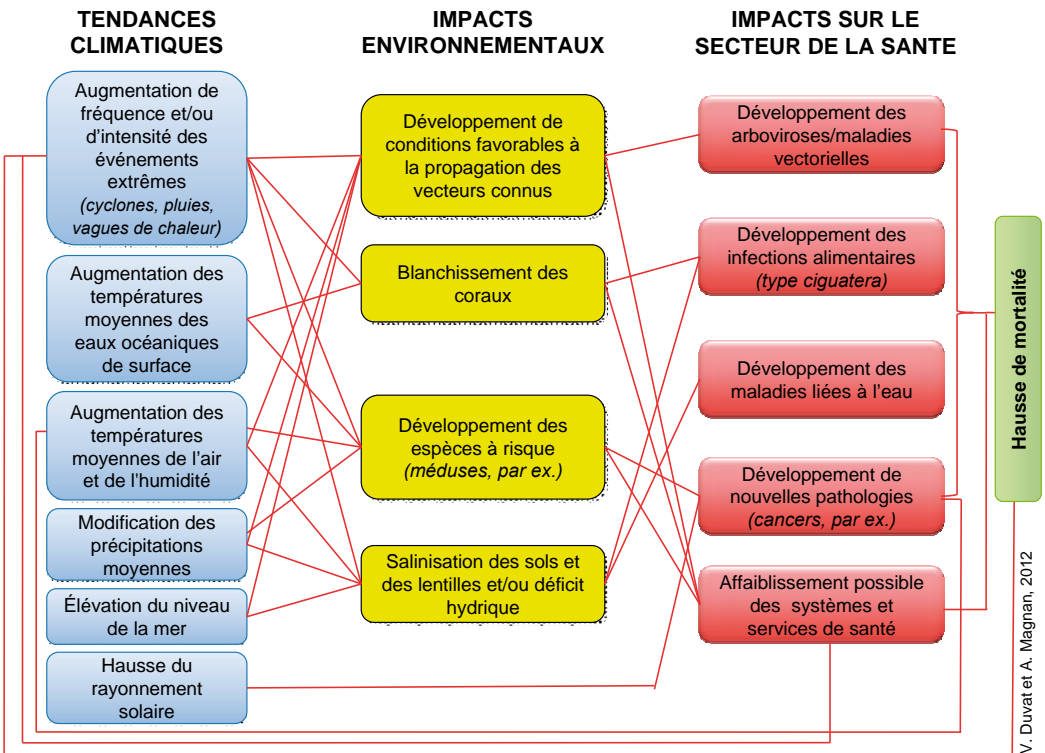 TENDANCES
CLIMATIQUES
Augmentation de
fréquence et/ou
d'intensité des
événements
extrêmes
(cyclones, pluies,
vagues de chaleur)
Augmentation des
températures
moyennes des
eaux océaniques
de surface
Augmentation des
températures
moyennes de l'air
et de l'humidité
Modification des
précipitations
moyennes
Élévation du niveau
de la mer
Hausse du
rayonnement
solaire
IMPACTS
ENVIRONNEMENTAUX
Développement de
conditions favorables à
la propagation des
vecteurs connus
Blanchissement des
coraux
Développement des
espèces à risque
(méduses, par ex.)
Salinisation des sols et
des lentilles et/ou déficit
hydrique
IMPACTS SUR LE
SECTEUR DE LA SANTE
Développement des
arboviroses/maladies
vectorielles
Développement des
infections alimentaires
(type ciguatera)
Développement des
maladies liées à l'eau
Développement de
nouvelles pathologies
(cancers, par ex.)
Affaiblissement possible
des systèmes et
services de santé
Hausse de mortalité
V. Duvat et A. Magnan, 2012